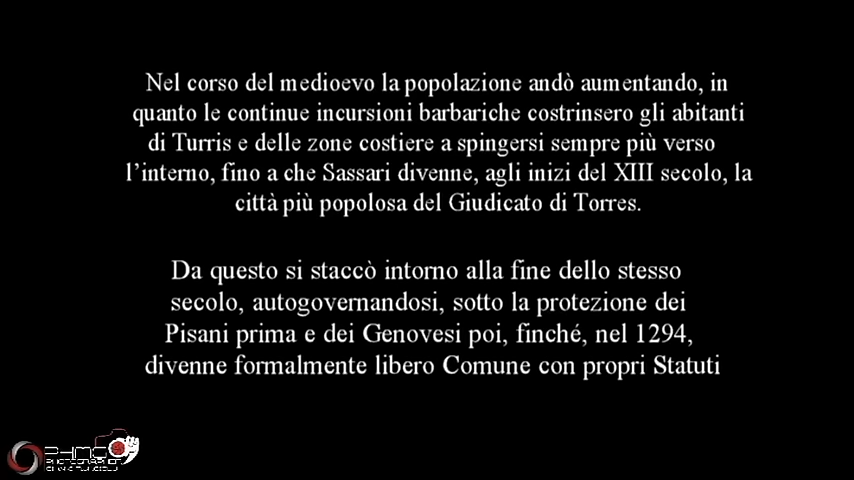 Nel corso del medioevo la popolazione andò aumentando, in
quanto le continue incursioni barbariche costrinsero gli abitanti
di Turris e delle zone costiere a spingersi sempre più verso
l'interno, fino a che Sassari divenne, agli inizi del XIII secolo, la
città più popolosa del Giudicato di Torres.
Da questo si staccò intorno alla fine dello stesso
secolo, autogovernandosi, sotto la protezione dei
Pisani prima e dei Genovesi poi, finché, nel 1294,
divenne formalmente libero Comune con propri Statuti